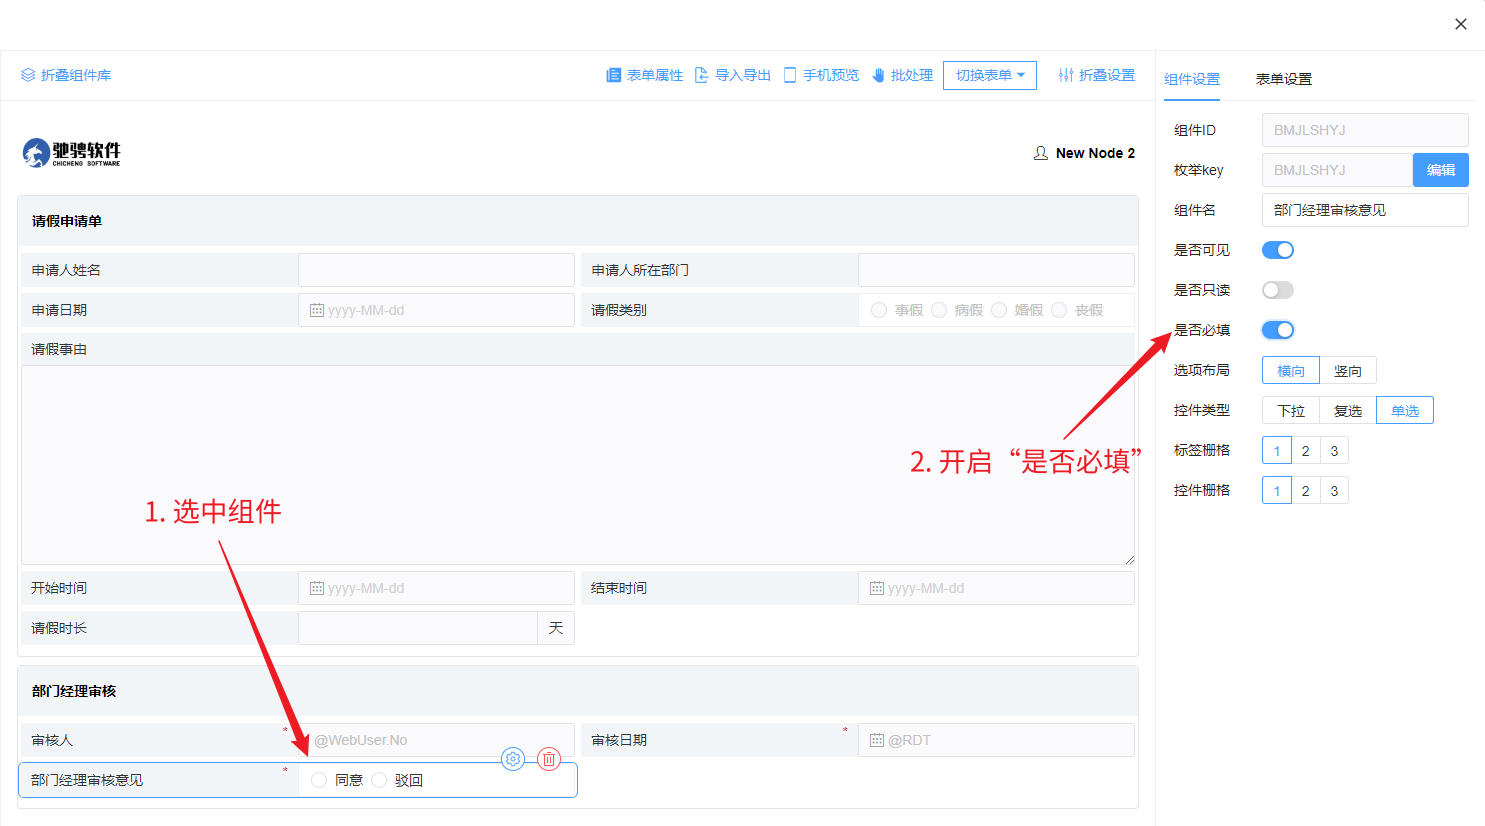 折叠组件库 表单属性 导入导出 手机预览 批处理 切换表单 折叠设置
组件设置 表单设置
驰骋软件
CHICHENG SOFTWARE
New Node 2
请假申请单
申请人姓名 申请人所在部门
申请日期 yyyy-MM-dd 请假类别 事假 病假 婚假 丧假
请假事由
开始时间 yyyy-MM-dd 结束时间 yyyy-MM-dd
请假时长 天
部门经理审核
审核人 * @WebUser.No 审核日期 * @RDT
部门经理审核意见 * 同意 驳回
1. 选中组件
2. 开启“是否必填”
组件ID BMJLSHYJ
枚举key BMJLSHYJ 编辑
组件名 部门经理审核意见
是否可见
是否只读
是否必填
选项布局 横向 竖向
控件类型 下拉 复选 单选
标签栅格 1 2 3
控件栅格 1 2 3